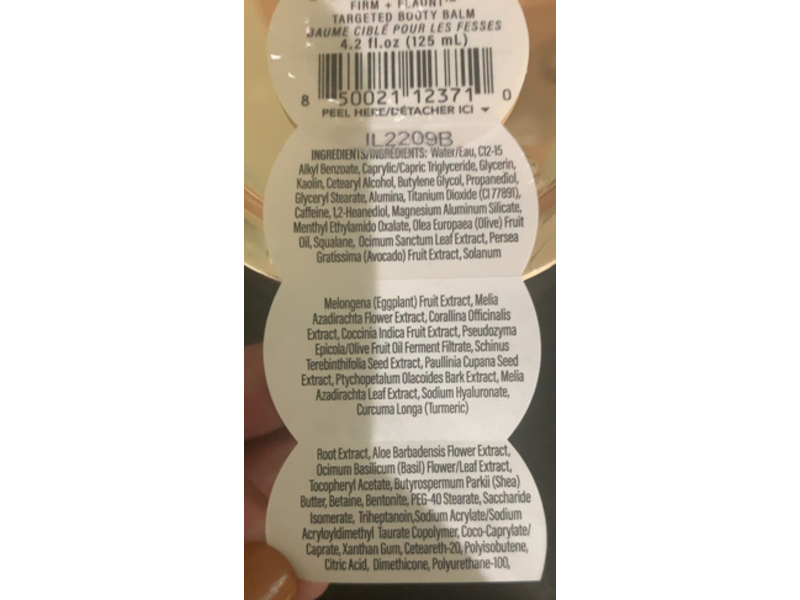 FIRM + FLAUNT™
TARGETED BOOTY BALM
BAUME CIBLÉ POUR LES FESSES
4.2 fl.oz (125 mL)
8 50021 12371 0
PEEL HERE/DÉTACHER ICI
IL2209B
INGREDIENTS/INGRÉDIENTS: Water/Eau, C12-15
Alkyl Benzoate, Caprylic/Capric Triglyceride, Glycerin,
Kaolin, Cetearyl Alcohol, Butylene Glycol, Propanediol,
Glyceryl Stearate, Alumina, Titanium Dioxide (CI 77891),
Caffeine, 1,2-Heanediol, Magnesium Aluminum Silicate,
Menthyl Ethylamido Oxalate, Olea Europaea (Olive) Fruit
Oil, Squalane, Ocimum Sanctum Leaf Extract, Persea
Gratissima (Avocado) Fruit Extract, Solanum
Melongena (Eggplant) Fruit Extract, Melia
Azadirachta Flower Extract, Corallina Officinalis
Extract, Coccinia Indica Fruit Extract, Pseudozyma
Epicola/Olive Fruit Oil Ferment Filtrate, Schinus
Terebinthifolia Seed Extract, Paullinia Cupana Seed
Extract, Ptychopetalum Olacoides Bark Extract, Melia
Azadirachta Leaf Extract, Sodium Hyaluronate,
Curcuma Longa (Turmeric)
Root Extract, Aloe Barbadensis Flower Extract,
Ocimum Basilicum (Basil) Flower/Leaf Extract,
Tocopheryl Acetate, Butyrospermum Parkii (Shea)
Butter, Betaine, Bentonite, PEG-40 Stearate, Saccharide
Isomerate, Triheptanoin,Sodium Acrylate/Sodium
Acryloyldimethyl Taurate Copolymer, Coco-Caprylate/
Caprate, Xanthan Gum, Ceteareth-20, Polyisobutene,
Citric Acid, Dimethicone, Polyurethane-100,